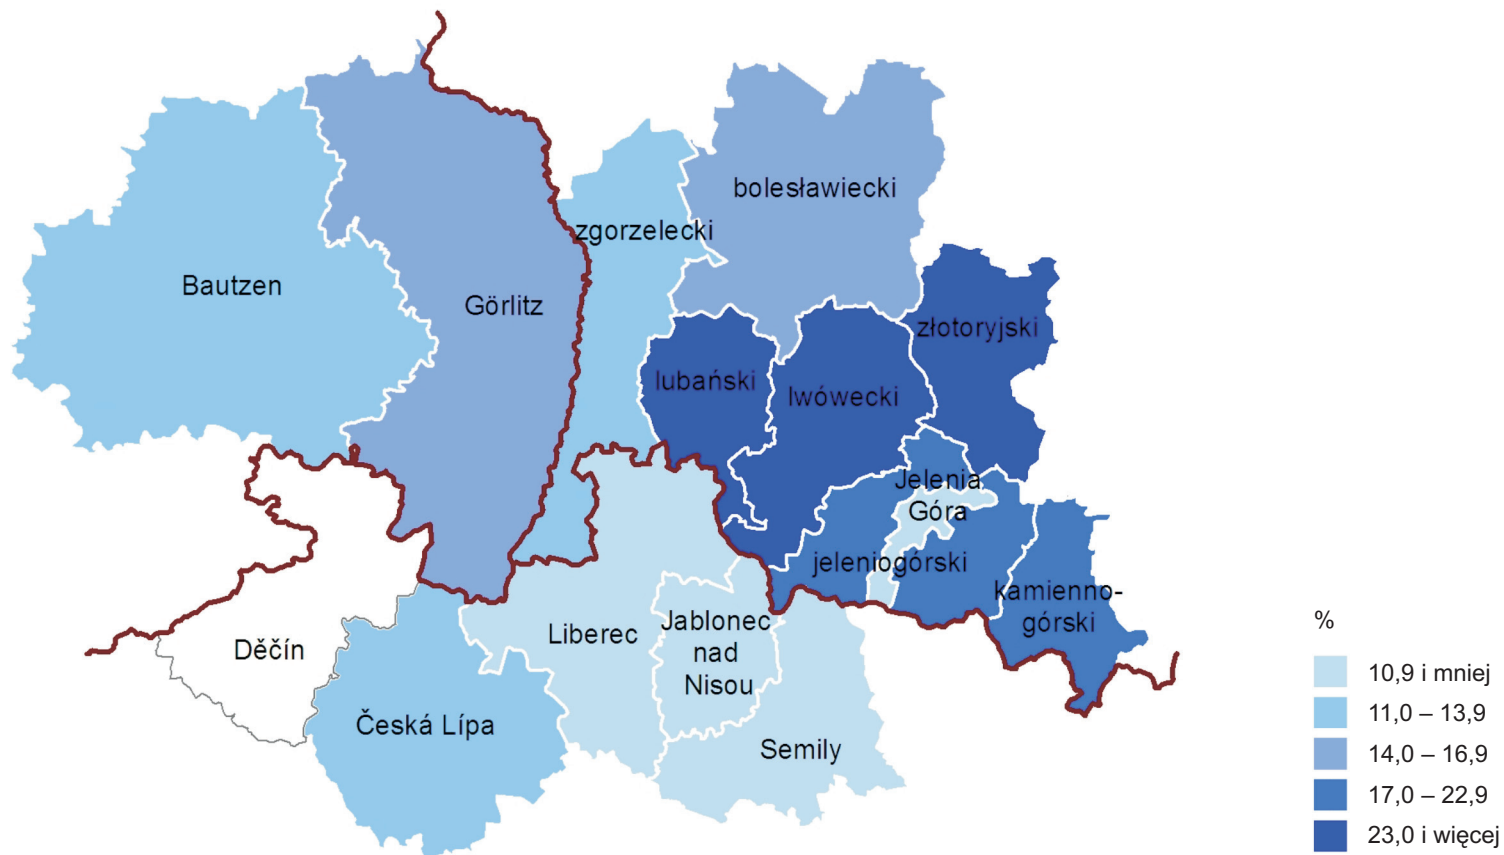 bolesławiecki
zgorzelecki
Bautzen
Görlitz
złotoryjski
lubański
lwówecki
Jelenia
Góra
jeleniogórski
kamienno-
górski
Liberec
Jablonec
nad
Nisou
Děčín
Česká Lípa
Semily
%
10,9 i mniej
11,0 – 13,9
14,0 – 16,9
17,0 – 22,9
23,0 i więcej